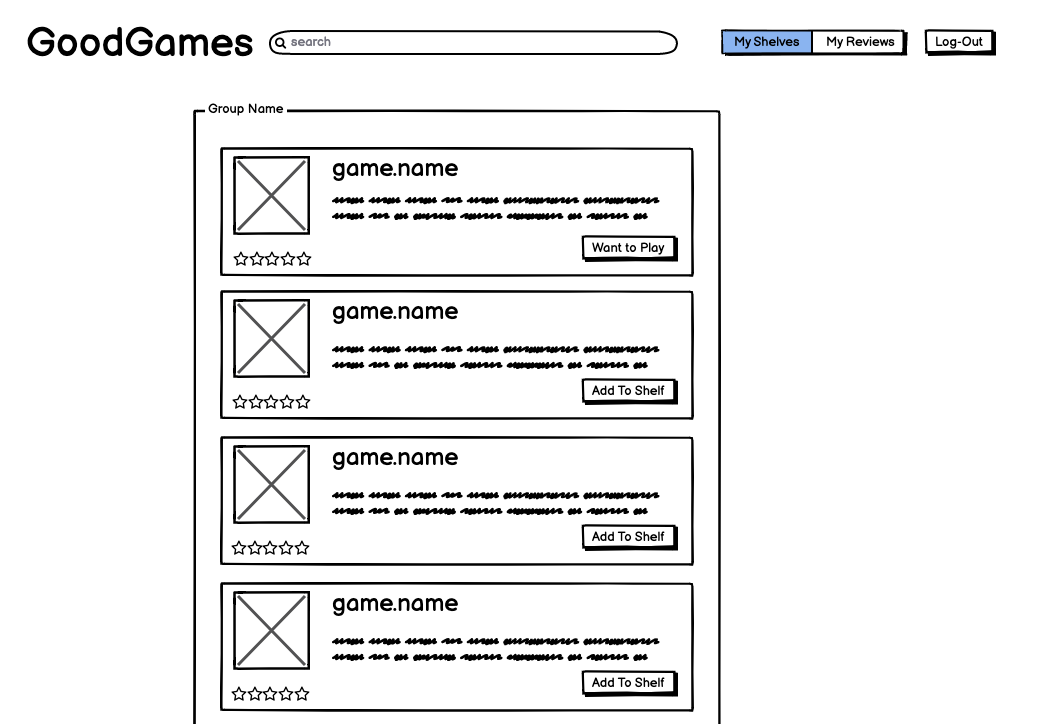 GoodGames
search
My Shelves
My Reviews
Log-Out
Group Name
game.name
Want to Play
game.name
Add To Shelf
game.name
Add To Shelf
game.name
Add To Shelf